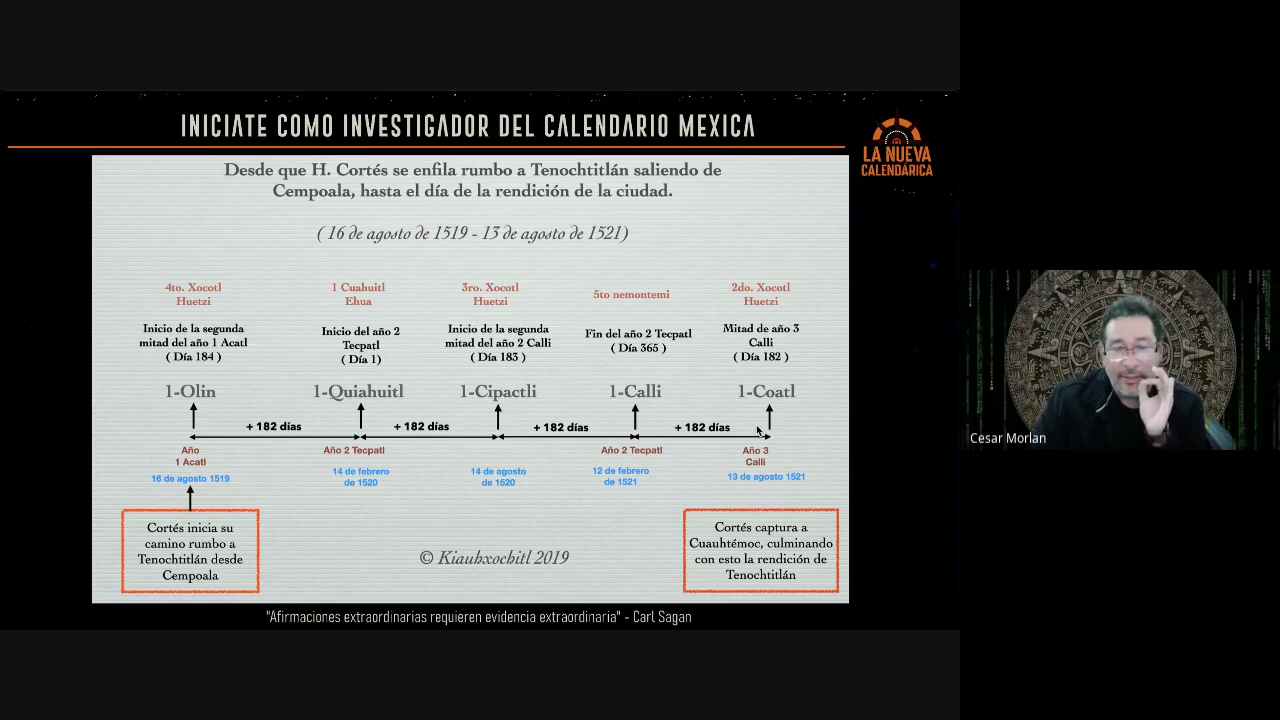 INICIATE COMO INVESTIGADOR DEL CALENDARIO MEXICA
LA NUEVA
CALENDÁRICA
Desde que H. Cortés se enfila rumbo a Tenochtitlán saliendo de
Cempoala, hasta el día de la rendición de la ciudad.
( 16 de agosto de 1519 - 13 de agosto de 1521)
4to. Xocotl
Huetzi
1 Cuahuitl
Ehua
3ro. Xocotl
Huetzi
5to nemontemi
2do. Xocotl
Huetzi
Inicio de la segunda
mitad del año 1 Acatl
( Día 184 )
Inicio del año 2
Tecpatl
( Día 1)
Inicio de la segunda
mitad del año 2 Calli
( Día 183 )
Fin del año 2 Tecpatl
( Día 365 )
Mitad de año 3
Calli
( Día 182 )
1-Olin
1-Quiahuitl
1-Cipactli
1-Calli
1-Coatl
+ 182 días
+ 182 días
+ 182 días
+ 182 días
Año
1 Acatl
Año 2 Tecpatl
Año 2 Tecpatl
Año 3
Calli
16 de agosto 1519
14 de febrero
de 1520
14 de agosto
de 1520
12 de febrero
de 1521
13 de agosto 1521
Cortés inicia su
camino rumbo a
Tenochtitlán desde
Cempoala
© Kiauhxochitl 2019
Cortés captura a
Cuauhtémoc, culminando
con esto la rendición de
Tenochtitlán
"Afirmaciones extraordinarias requieren evidencia extraordinaria" - Carl Sagan
Cesar Morlan